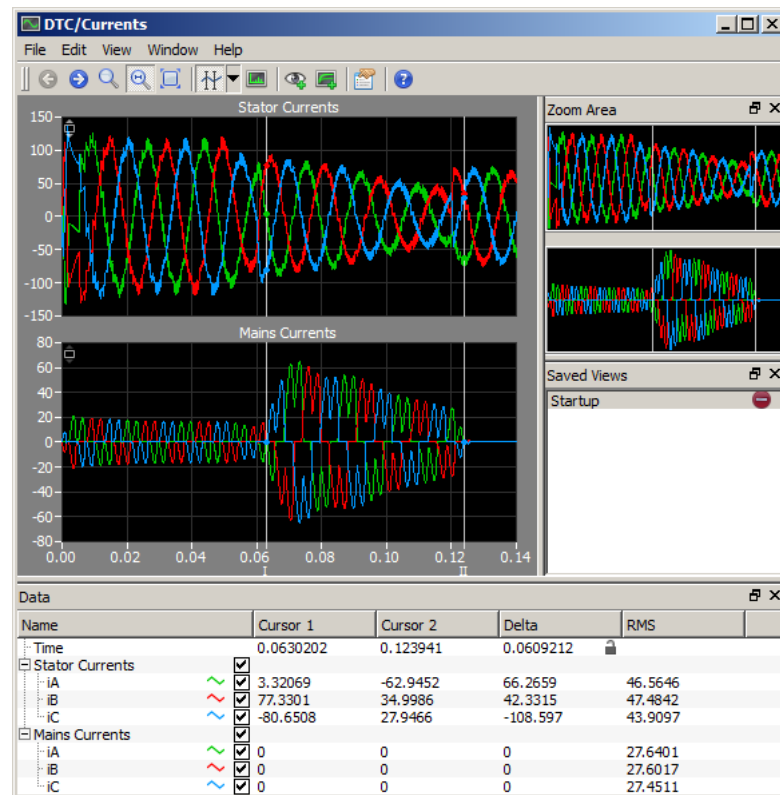 DTC/Currents
File Edit View Window Help
Stator Currents
150
100
50
0
-50
-100
-150
Mains Currents
80
60
40
20
0
-20
-40
-60
-80
0.00 0.02 0.04 0.06 0.08 0.10 0.12 0.14
I II
Zoom Area
Saved Views
Startup
Data
Name Cursor 1 Cursor 2 Delta RMS
Time 0.0630202 0.123941 0.0609212
Stator Currents
iA 3.32069 -62.9452 66.2659 46.5646
iB 77.3301 34.9986 42.3315 47.4842
iC -80.6508 27.9466 -108.597 43.9097
Mains Currents
iA 0 0 0 27.6401
iB 0 0 0 27.6017
iC 0 0 0 27.4511